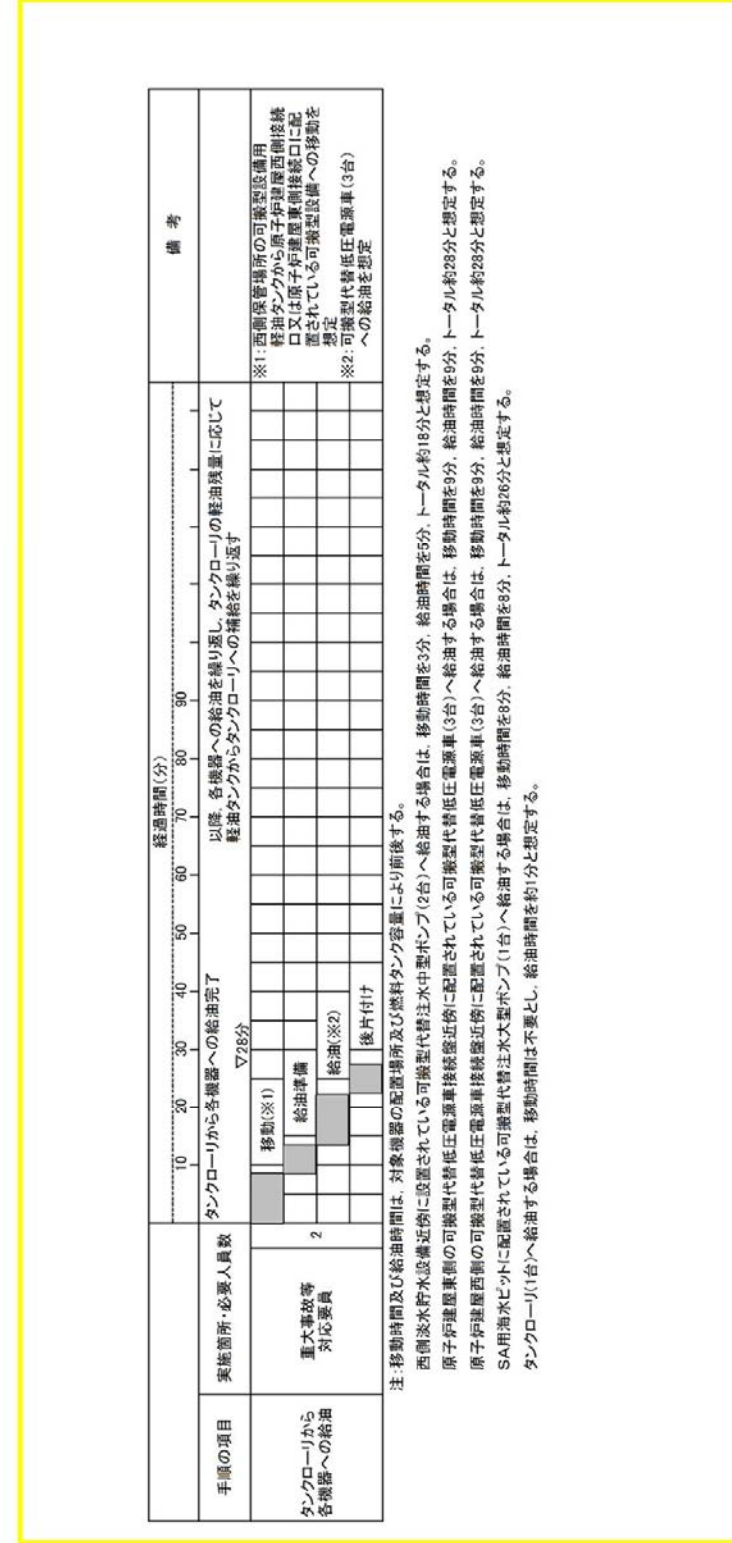 手順の項目
実施箇所・必要人員数
経過時間(分)
10
20
30
40
50
60
70
80
90
備 考
タンクローリから各機器への給油完了
▽28分
以降,各機器への給油を繰り返し,タンクローリの軽油残量に応じて
軽油タンクからタンクローリへの補給を繰り返す
タンクローリから
各機器への給油
重大事故等
対応要員
2
移動(※1)
給油準備
給油(※2)
後片付け
※1:西側保管場所の可搬型設備用
軽油タンクから原子炉建屋西側接続
口又は原子炉建屋東側接続口に配
置されている可搬型設備への移動を
想定
※2:可搬型代替低圧電源車(3台)
への給油を想定
注:移動時間及び給油時間は,対象機器の配置場所及び燃料タンク容量により前後する。
西側淡水貯水設備近傍に設置されている可搬型代替注水中型ポンプ(2台)へ給油する場合は,移動時間を3分,給油時間を5分,トータル約18分と想定する。
原子炉建屋東側の可搬型代替低圧電源車接続盤近傍に配置されている可搬型代替低圧電源車(3台)へ給油する場合は,移動時間を9分,給油時間を9分,トータル約28分と想定する。
原子炉建屋西側の可搬型代替低圧電源車接続盤近傍に配置されている可搬型代替低圧電源車(3台)へ給油する場合は,移動時間を9分,給油時間を9分,トータル約28分と想定する。
SA用海水ピットに配置されている可搬型代替注水大型ポンプ(1台)へ給油する場合は,移動時間を8分,給油時間を8分,トータル約26分と想定する。
タンクローリ(1台)へ給油する場合は,移動時間は不要とし,給油時間を約1分と想定する。